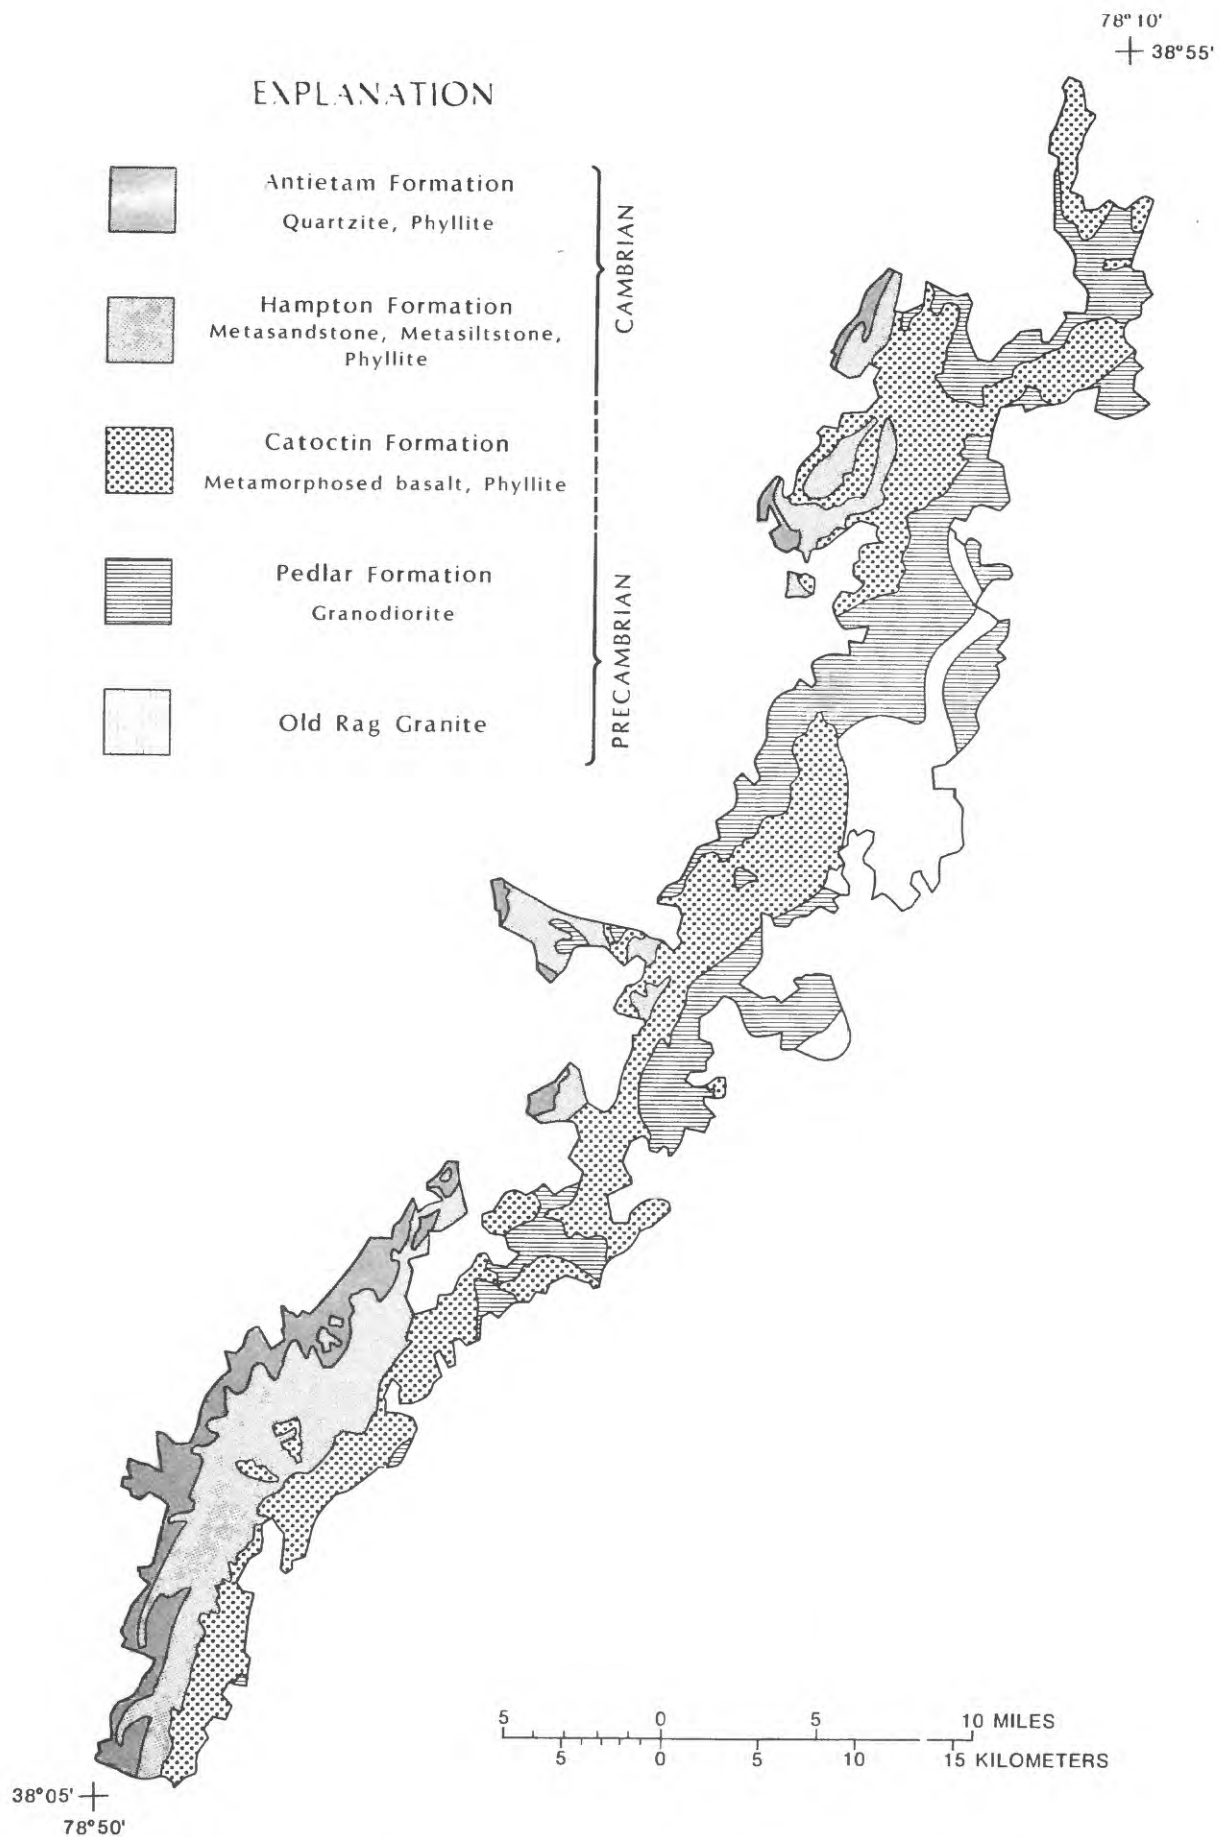 78° 10'
38°55'
EXPLANATION
Antietam Formation
Quartzite, Phyllite
Hampton Formation
Metasandstone, Metasiltstone,
Phyllite
CAMBRIAN
Catoctin Formation
Metamorphosed basalt, Phyllite
Pedlar Formation
Granodiorite
Old Rag Granite
PRECAMBRIAN
5 0 5 10 MILES
5 0 5 10 15 KILOMETERS
38°05'
78°50'